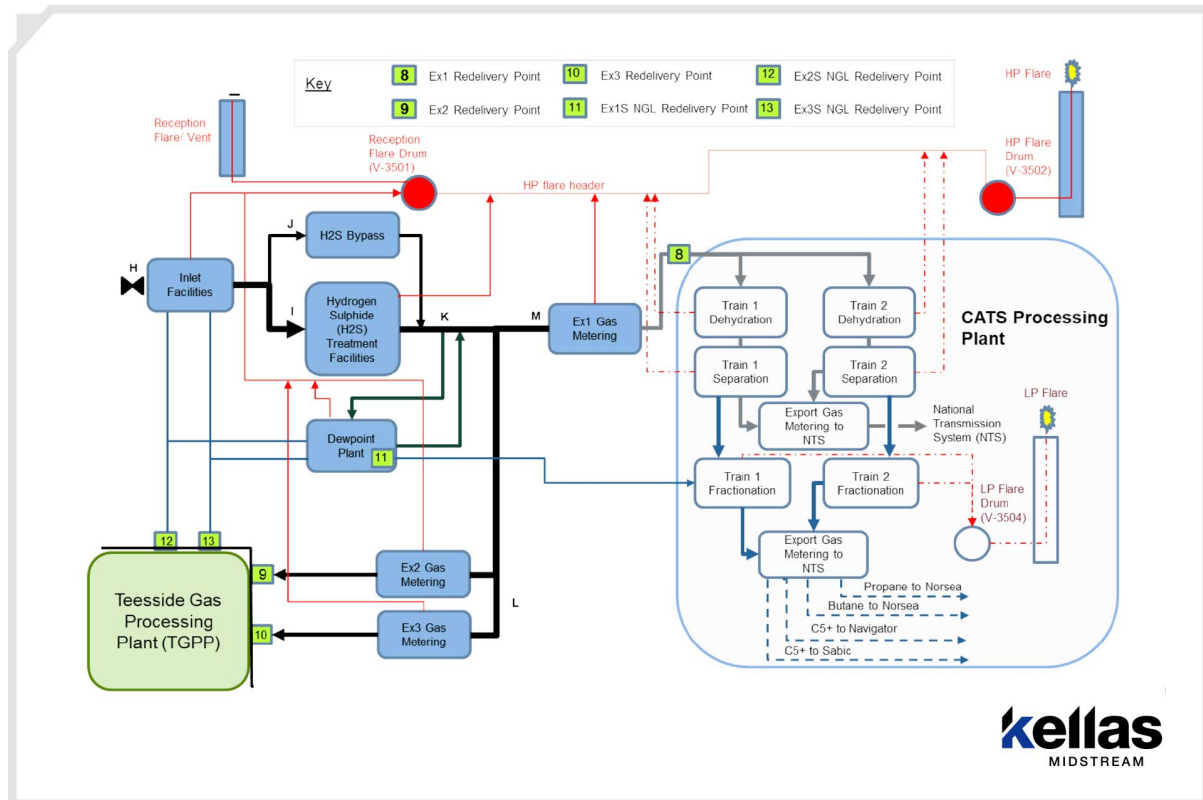 Key
8 Ex1 Redelivery Point
10 Ex3 Redelivery Point
12 Ex2S NGL Redelivery Point
9 Ex2 Redelivery Point
11 Ex1S NGL Redelivery Point
13 Ex3S NGL Redelivery Point
HP Flare
Reception
Flare/ Vent
Reception
Flare Drum
(V-3501)
HP Flare
Drum
(V-3502)
HP flare header
J
H2S Bypass
H
Inlet
Facilities
I
Hydrogen
Sulphide
(H2S)
Treatment
Facilities
K
M
Ex1 Gas
Metering
8
Train 1
Dehydration
Train 2
Dehydration
CATS Processing
Plant
Train 1
Separation
Train 2
Separation
Export Gas
Metering to
NTS
National
Transmission
System (NTS)
LP Flare
Dewpoint
Plant
11
Train 1
Fractionation
Train 2
Fractionation
LP Flare
Drum
(V-3504)
12
13
Export Gas
Metering to
NTS
9
Ex2 Gas
Metering
Teesside Gas
Processing
Plant (TGPP)
L
10
Ex3 Gas
Metering
Propane to Norsea
Butane to Norsea
C5+ to Navigator
C5+ to Sabic
kellas
MIDSTREAM